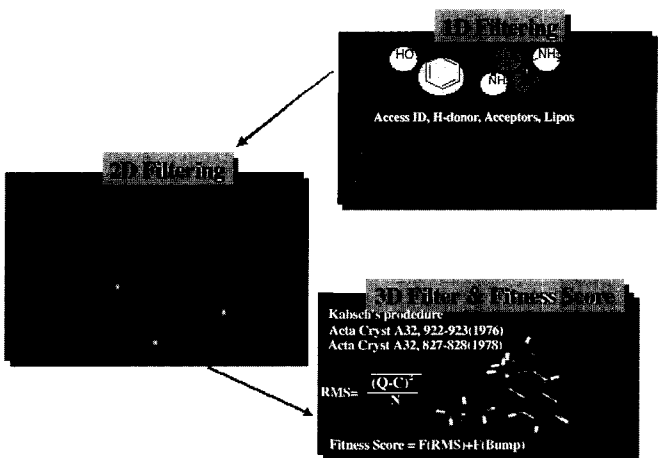 1D Filtering
HO
NH₂
NH
Access ID, H-donor, Acceptors, Lipos
2D Filtering
3D Filter & Fitness Score
Kabsch's prodedure
Acta Cryst A32, 922-923(1976)
Acta Cryst A32, 827-828(1978)
RMS= (Q-C)²
N
Fitness Score = F(RMS)+F(Bump)